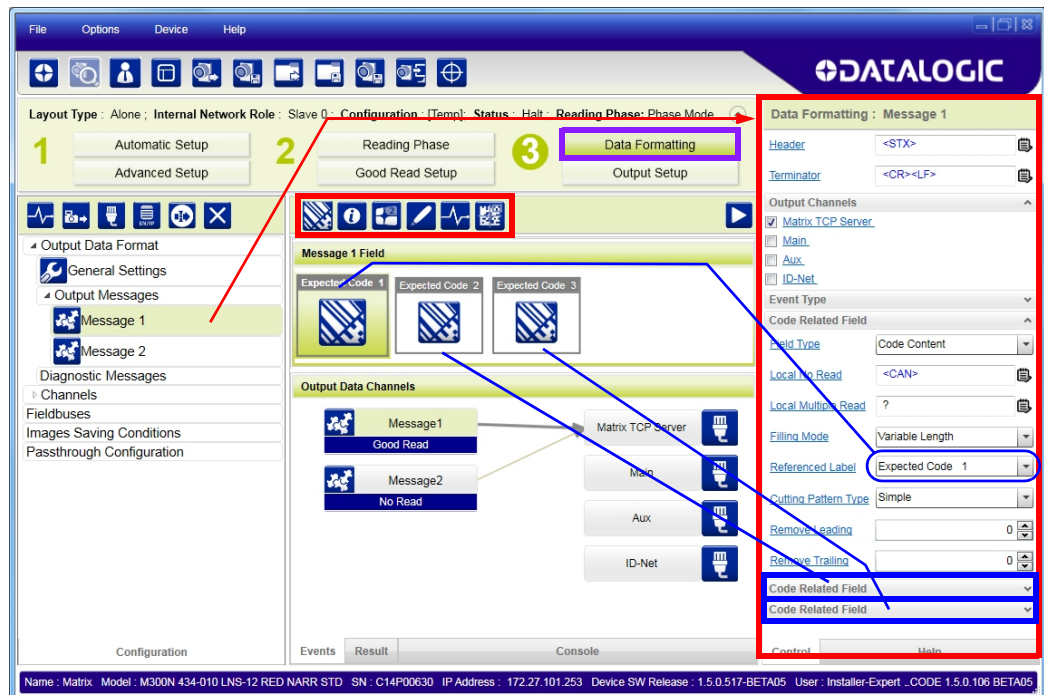 File Options Device Help
DATALOGIC
Layout Type : Alone ; Internal Network Role : Slave 0 ; Configuration : [Temp]; Status : Halt ; Reading Phase: Phase Mode
1
Automatic Setup
Advanced Setup
2
Reading Phase
Good Read Setup
3
Data Formatting
Output Setup
Output Data Format
General Settings
Output Messages
Message 1
Message 2
Diagnostic Messages
Channels
Fieldbuses
Images Saving Conditions
Passthrough Configuration
Configuration
Message 1 Field
Expected Code 1
Expected Code 2
Expected Code 3
Output Data Channels
Message1
Good Read
Message2
No Read
Matrix TCP Server
Main
Aux
ID-Net
Events Result Console
Data Formatting : Message 1
Header <STX>
Terminator <CR><LF>
Output Channels
Matrix TCP Server
Main
Aux
ID-Net
Event Type
Code Related Field
Field Type Code Content
Local No Read <CAN>
Local Multiple Read ?
Filling Mode Variable Length
Referenced Label Expected Code 1
Cutting Pattern Type Simple
Remove Leading 0
Remove Trailing 0
Code Related Field
Code Related Field
Control Help
Name : Matrix Model : M300N 434-010 LNS-12 RED NARR STD SN : C14P00630 IP Address : 172.27.101.253 Device SW Release : 1.5.0.517-BETA05 User : Installer-Expert _CODE 1.5.0.106 BETA05